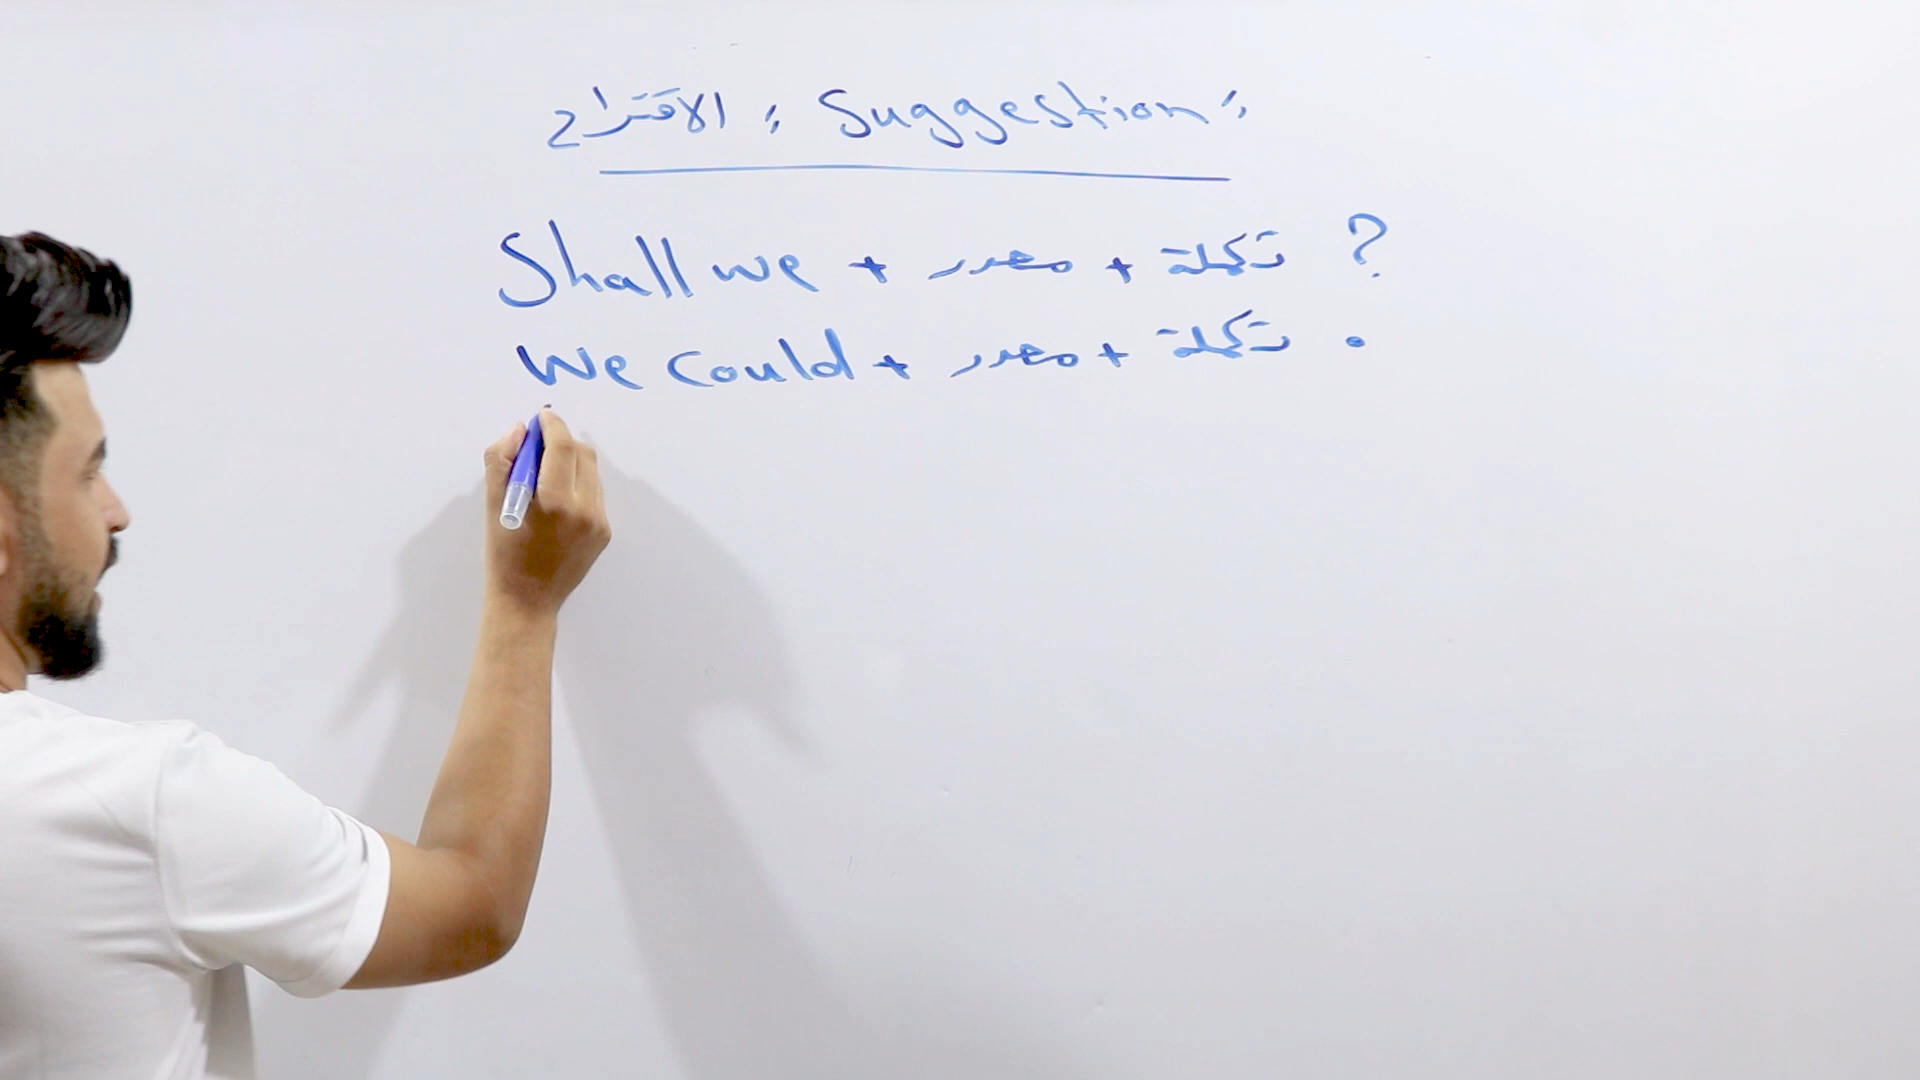 الاقتراح : Suggestion :
Shall we + مصدر + تكملة ?
We could + مصدر + تكملة .